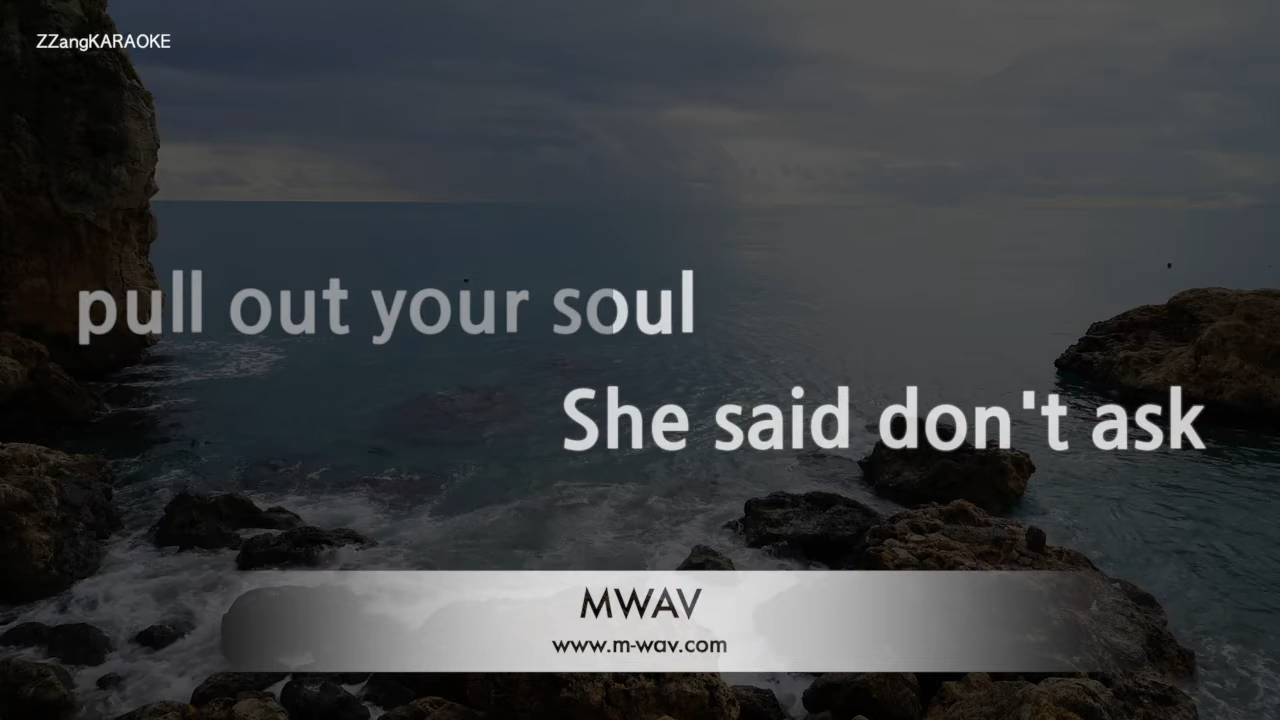 ZZangKARAOKE
pull out your soul
She said don't ask
MWAV
www.m-wav.com